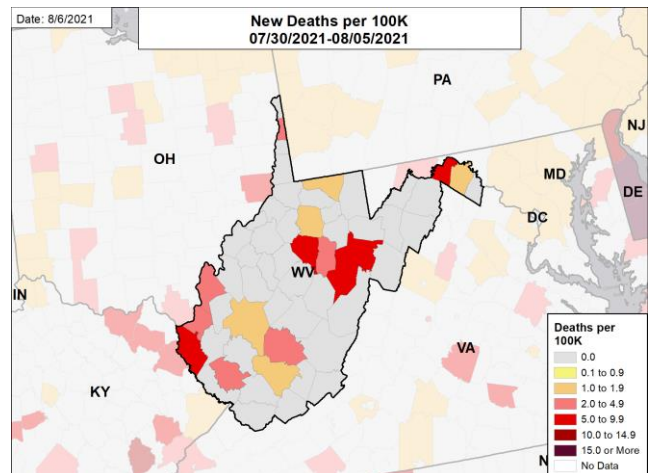 Date: 8/6/2021
New Deaths per 100K
07/30/2021-08/05/2021
PA
NJ
OH
MD
DE
DC
WV
IN
VA
KY
N
Deaths per
100K
0.0
0.1 to 0.9
1.0 to 1.9
2.0 to 4.9
5.0 to 9.9
10.0 to 14.9
15.0 or More
No Data